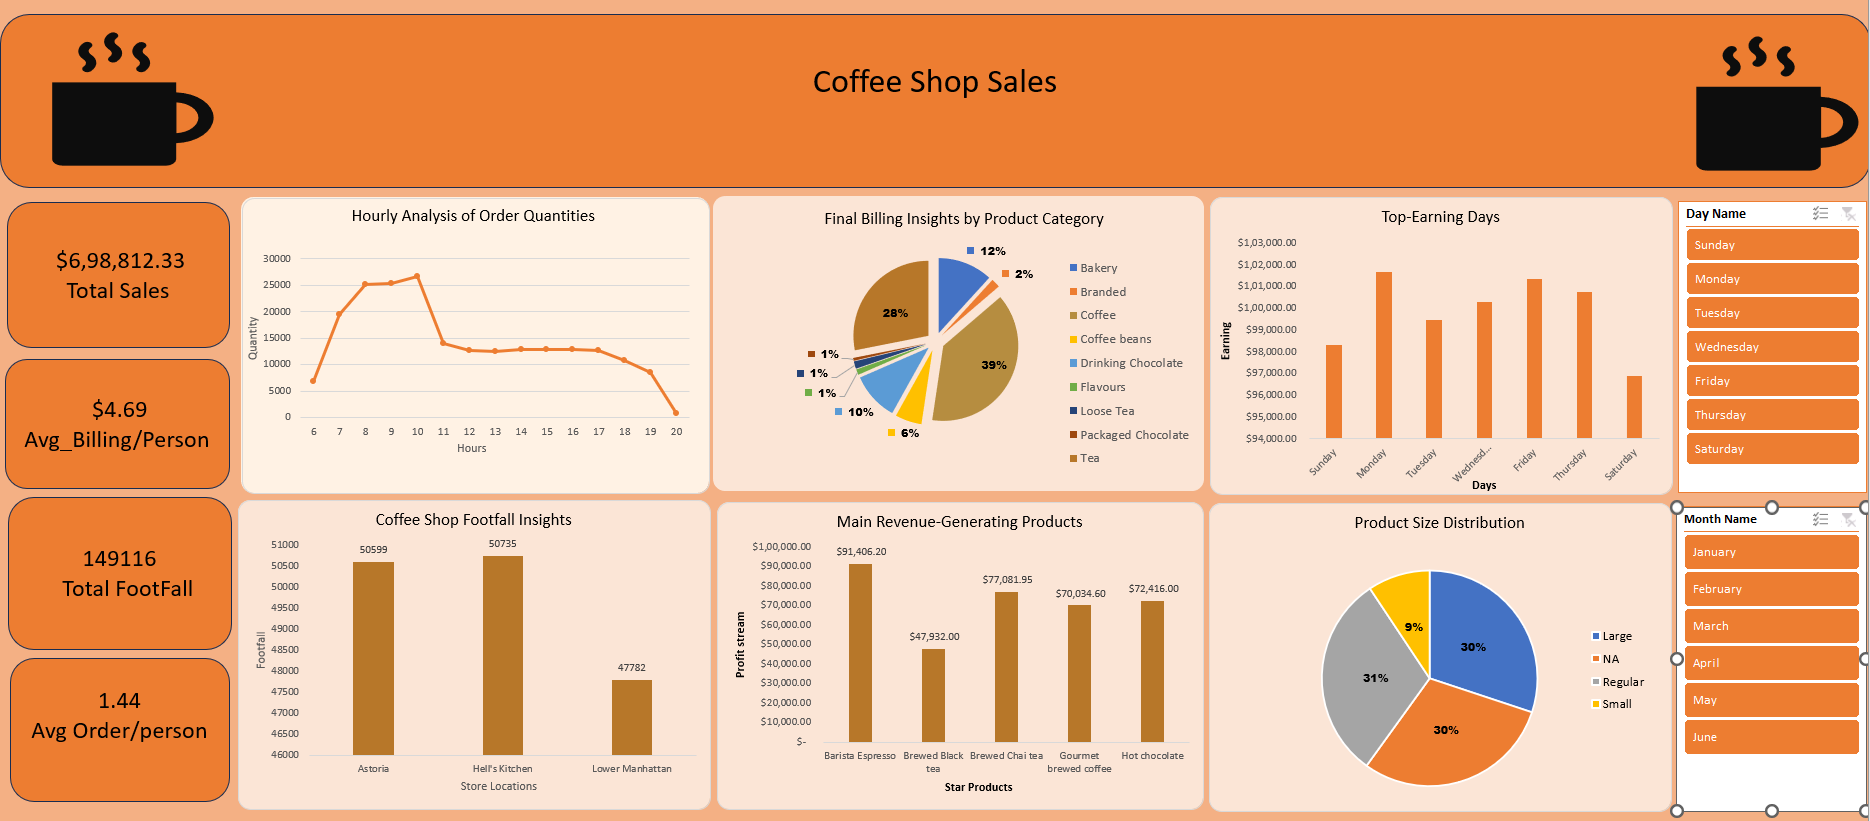 Coffee Shop Sales
$6,98,812.33
Total Sales
$4.69
Avg_Billing/Person
149116
Total FootFall
1.44
Avg Order/person
Hourly Analysis of Order Quantities
30000
25000
20000
15000
10000
5000
0
Quantity
6 7 8 9 10 11 12 13 14 15 16 17 18 19 20
Hours
Final Billing Insights by Product Category
12%
2%
39%
6%
10%
1%
1%
1%
28%
Bakery
Branded
Coffee
Coffee beans
Drinking Chocolate
Flavours
Loose Tea
Packaged Chocolate
Tea
Top-Earning Days
$1,03,000.00
$1,02,000.00
$1,01,000.00
$1,00,000.00
$99,000.00
$98,000.00
$97,000.00
$96,000.00
$95,000.00
$94,000.00
Earning
Sunday
Monday
Tuesday
Wednesd...
Friday
Thursday
Saturday
Days
Day Name
Sunday
Monday
Tuesday
Wednesday
Friday
Thursday
Saturday
Coffee Shop Footfall Insights
51000
50500
50000
49500
49000
48500
48000
47500
47000
46500
46000
Footfall
50599
50735
47782
Astoria
Hell's Kitchen
Lower Manhattan
Store Locations
Main Revenue-Generating Products
$1,00,000.00
$90,000.00
$80,000.00
$70,000.00
$60,000.00
$50,000.00
$40,000.00
$30,000.00
$20,000.00
$10,000.00
$-
Profit stream
$91,406.20
$47,932.00
$77,081.95
$70,034.60
$72,416.00
Barista Espresso
Brewed Black
tea
Brewed Chai tea
Gourmet
brewed coffee
Hot chocolate
Star Products
Product Size Distribution
30%
30%
31%
9%
Large
NA
Regular
Small
Month Name
January
February
March
April
May
June